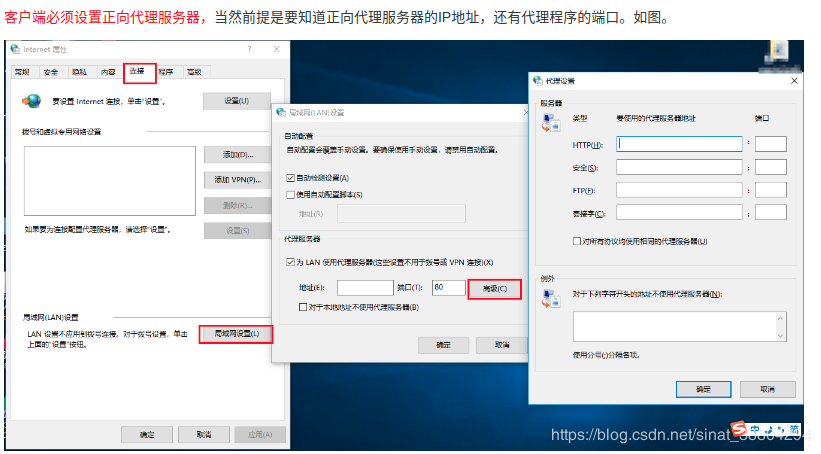 客户端必须设置正向代理服务器，当然前提是要知道正向代理服务器的IP地址，还有代理程序的端口。如图。
Internet 属性
?
常规 安全 隐私 内容 连接 程序 高级
要设置 Internet 连接，单击"设置"。
设置(U)
拨号和虚拟专用网络设置
添加(D)...
添加 VPN(P)...
删除(R)...
如果要为连接配置代理服务器，请选择"设置"。
设置(S)
局域网(LAN)设置
LAN 设置不应用到拨号连接。对于拨号设置，单击上面的"设置"按钮。
局域网设置(L)
确定 取消 应用(A)
局域网(LAN)设置
自动配置
自动配置会覆盖手动设置。要确保使用手动设置，请禁用自动配置。
自动检测设置(A)
使用自动配置脚本(S)
地址(R)
代理服务器
为 LAN 使用代理服务器(这些设置不用于拨号或 VPN 连接)(X)
地址(E): 端口(T): 80 高级(C)
对于本地地址不使用代理服务器(B)
确定 取消
代理设置
服务器
类型 要使用的代理服务器地址 端口
HTTP(H): :
安全(S): :
FTP(F): :
套接字(C): :
对所有协议均使用相同的代理服务器(U)
例外
对于下列字符开头的地址不使用代理服务器(N):
使用分号(;)分隔各项。
确定 取消
中 简